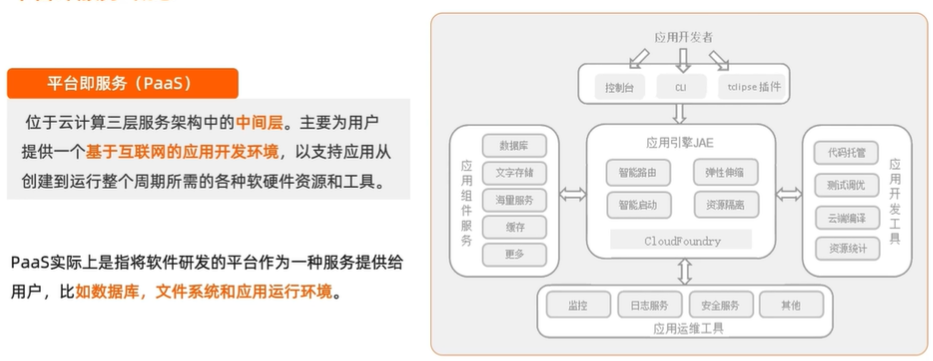 平台即服务（PaaS）
位于云计算三层服务架构中的中间层。主要为用户
提供一个基于互联网的应用开发环境，以支持应用从
创建到运行整个周期所需的各种软硬件资源和工具。
PaaS实际上是指将软件研发的平台作为一种服务提供给
用户，比如数据库，文件系统和应用运行环境。
应用开发者
控制台
CLI
tclipse插件
应用组件服务
数据库
文字存储
海量服务
缓存
更多
应用引擎JAE
智能路由
弹性伸缩
智能启动
资源隔离
CloudFoundry
代码托管
测试调优
云端编译
资源统计
应用开发工具
监控
日志服务
安全服务
其他
应用运维工具